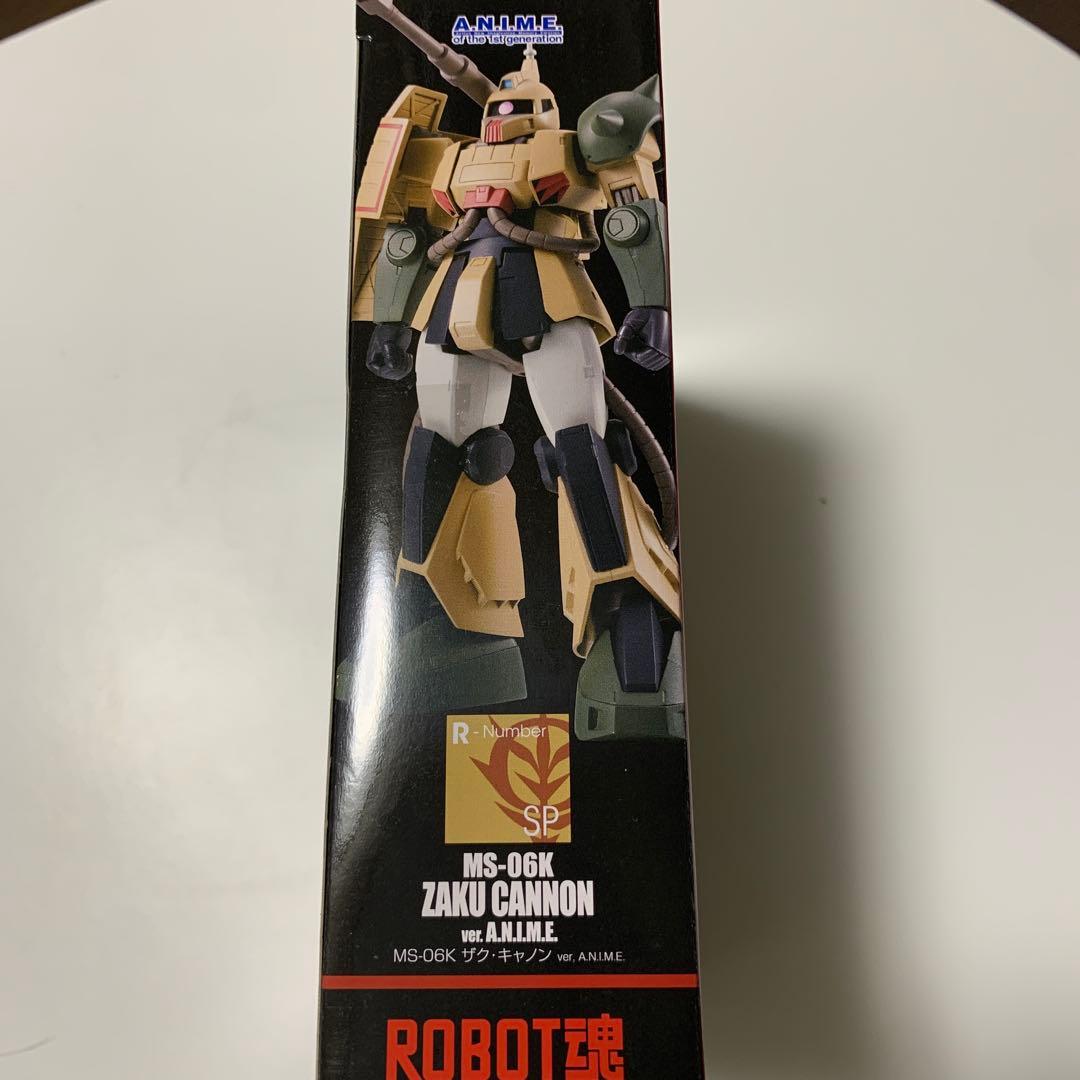 A.N.I.M.E.
of the 1st generation
R - Number
SP
MS-06K
ZAKU CANNON
ver. A.N.I.M.E.
MS-06K ザク・キャノン ver. A.N.I.M.E.
ROBOT魂